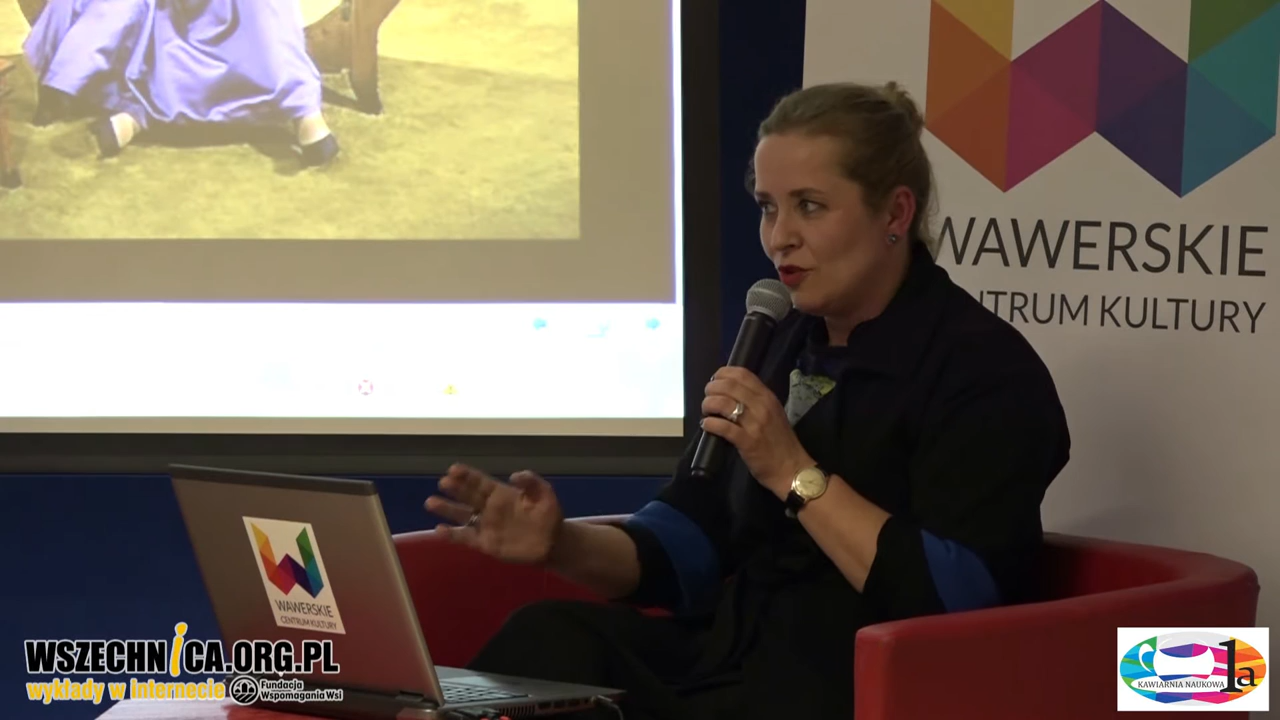 WAWERSKIE
CENTRUM KULTURY
WAWERSKIE
CENTRUM KULTURY
WSZECHNiCA.ORG.PL
wykłady w internecie
Fundacja
Wspomagania Wsi
1a
KAWIARNIA NAUKOWA